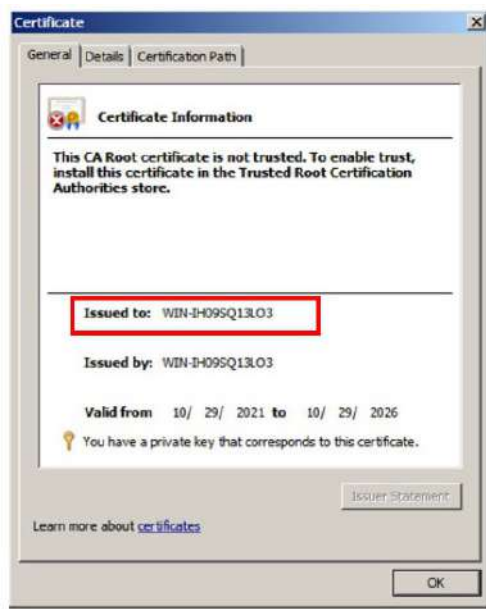 Certificate
General Details Certification Path
Certificate Information
This CA Root certificate is not trusted. To enable trust,
install this certificate in the Trusted Root Certification
Authorities store.
Issued to: WIN-IH09SQ13LO3
Issued by: WIN-IH09SQ13LO3
Valid from 10/ 29/ 2021 to 10/ 29/ 2026
You have a private key that corresponds to this certificate.
Issuer Statement
Learn more about certificates
OK